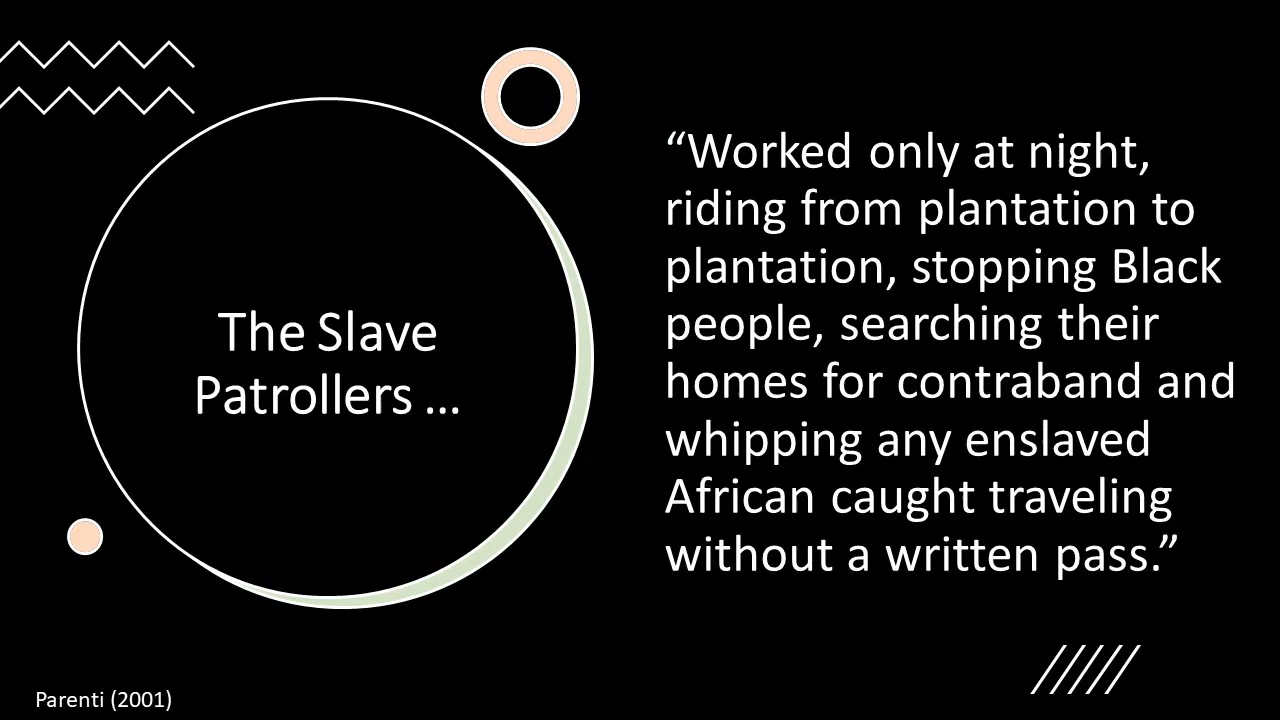 The Slave
Patrollers …
“Worked only at night,
riding from plantation to
plantation, stopping Black
people, searching their
homes for contraband and
whipping any enslaved
African caught traveling
without a written pass.”
Parenti (2001)